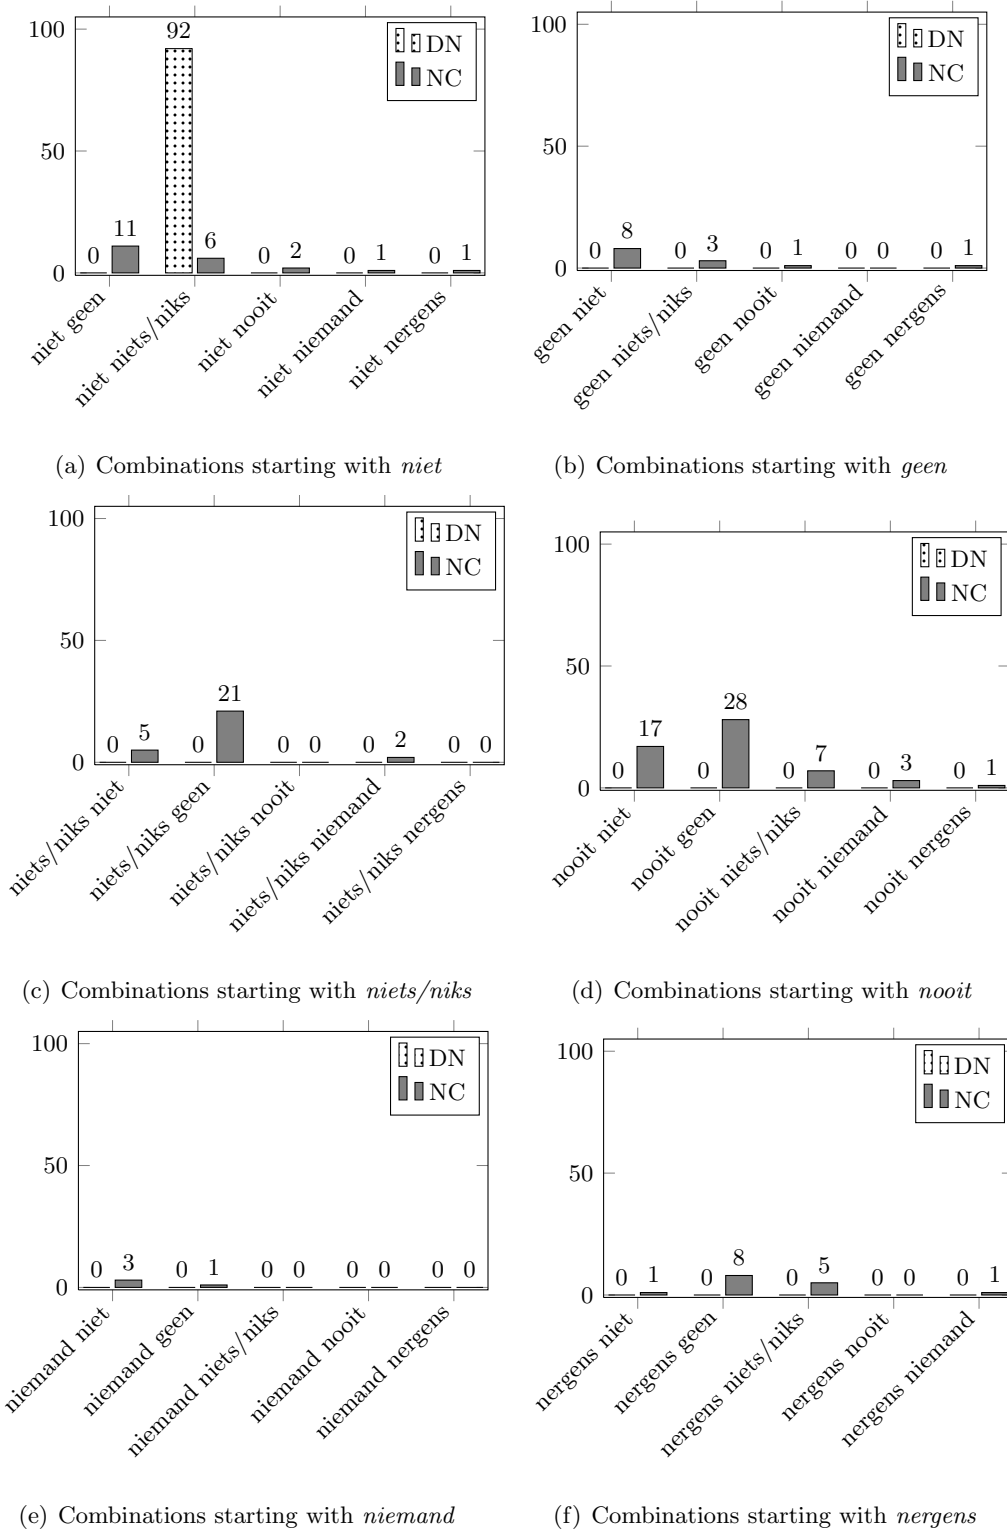 100
50
0
0 11 92 6 0 2 0 1 0 1
DN
NC
niet geen
niet niets/niks
niet nooit
niet niemand
niet nergens
(a) Combinations starting with niet
100
50
0
0 8 0 3 0 1 0 0 0 1
DN
NC
geen niet
geen niets/niks
geen nooit
geen niemand
geen nergens
(b) Combinations starting with geen
100
50
0
0 5 0 21 0 0 0 2 0 0
DN
NC
niets/niks niet
niets/niks geen
niets/niks nooit
niets/niks niemand
niets/niks nergens
(c) Combinations starting with niets/niks
100
50
0
0 17 0 28 0 7 0 3 0 1
DN
NC
nooit niet
nooit geen
nooit niets/niks
nooit niemand
nooit nergens
(d) Combinations starting with nooit
100
50
0
0 3 0 1 0 0 0 0 0 0
DN
NC
niemand niet
niemand geen
niemand niets/niks
niemand nooit
niemand nergens
(e) Combinations starting with niemand
100
50
0
0 1 0 8 0 5 0 0 0 1
DN
NC
nergens niet
nergens geen
nergens niets/niks
nergens nooit
nergens niemand
(f) Combinations starting with nergens